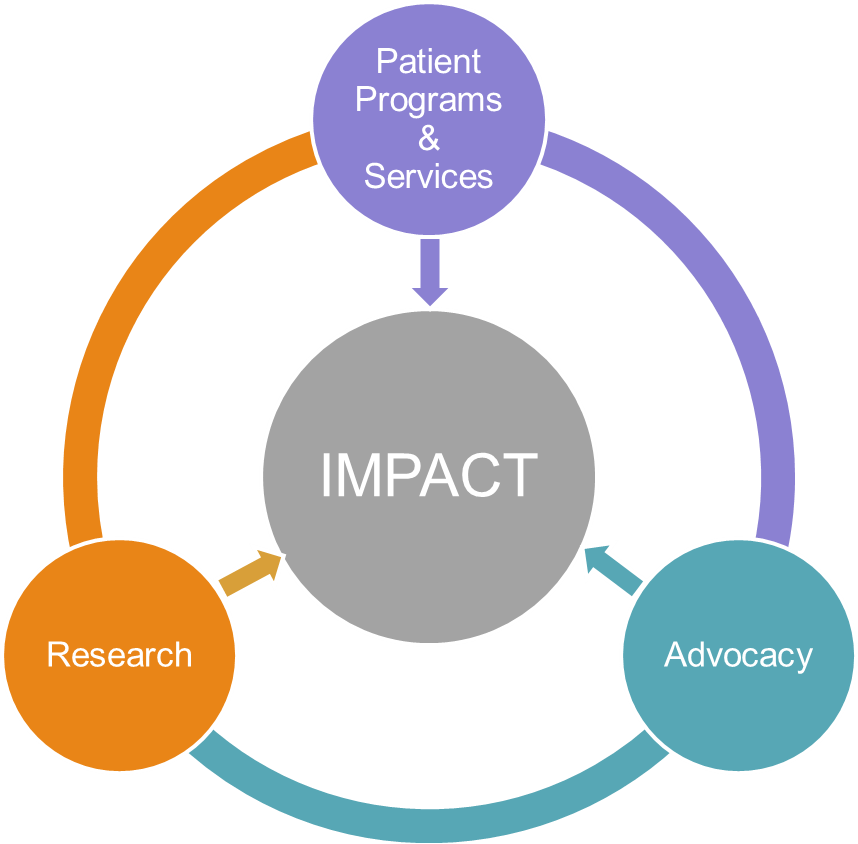 Patient
Programs
&
Services
IMPACT
Research
Advocacy